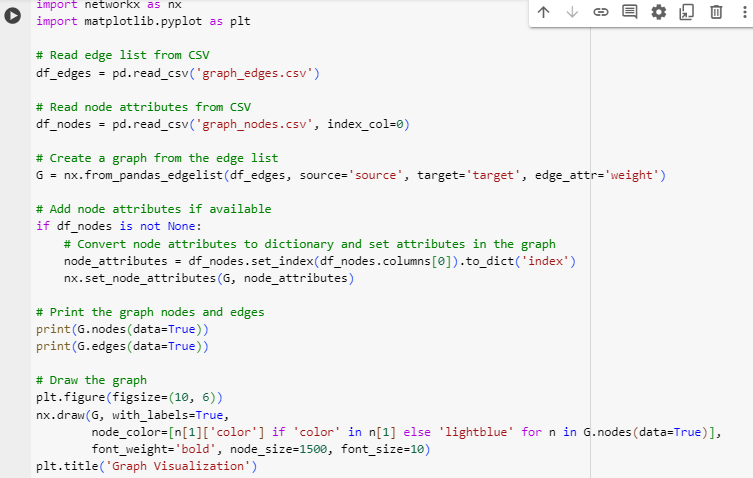 import networkx as nx
import matplotlib.pyplot as plt
# Read edge list from CSV
df_edges = pd.read_csv('graph_edges.csv')
# Read node attributes from CSV
df_nodes = pd.read_csv('graph_nodes.csv', index_col=0)
# Create a graph from the edge list
G = nx.from_pandas_edgelist(df_edges, source='source', target='target', edge_attr='weight')
# Add node attributes if available
if df_nodes is not None:
    # Convert node attributes to dictionary and set attributes in the graph
    node_attributes = df_nodes.set_index(df_nodes.columns[0]).to_dict('index')
    nx.set_node_attributes(G, node_attributes)
# Print the graph nodes and edges
print(G.nodes(data=True))
print(G.edges(data=True))
# Draw the graph
plt.figure(figsize=(10, 6))
nx.draw(G, with_labels=True,
        node_color=[n[1]['color'] if 'color' in n[1] else 'lightblue' for n in G.nodes(data=True)],
        font_weight='bold', node_size=1500, font_size=10)
plt.title('Graph Visualization')